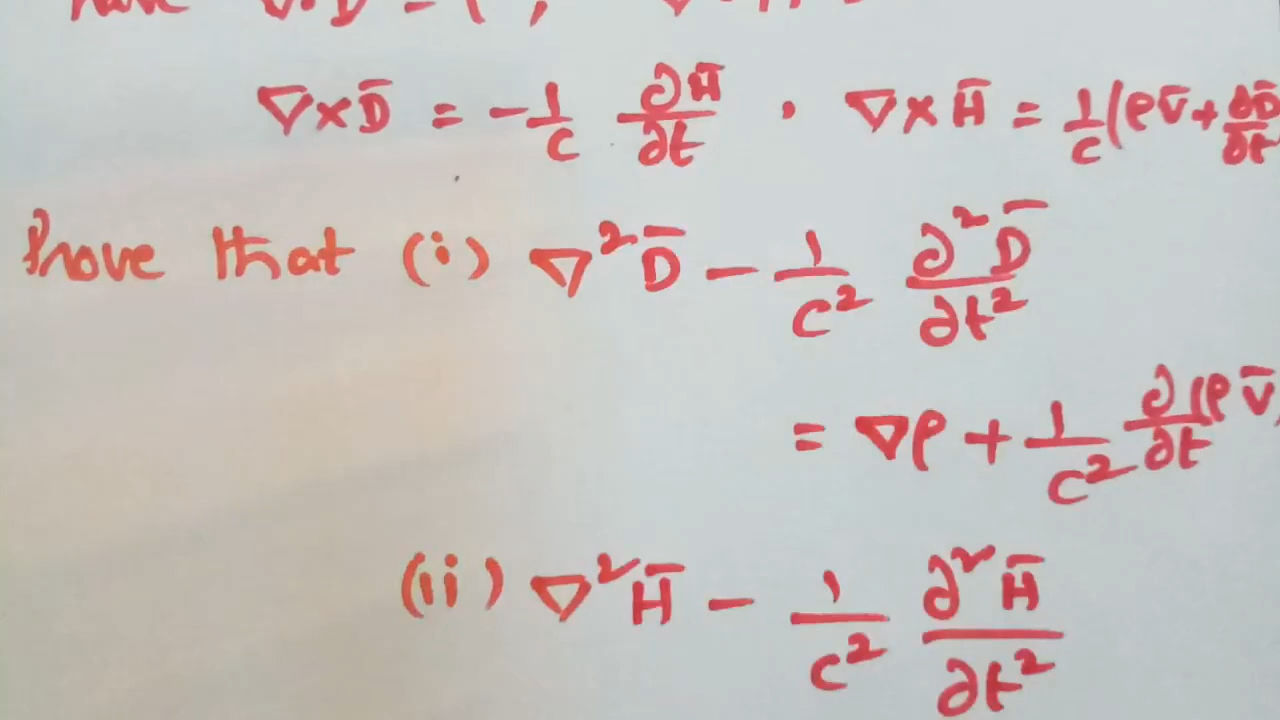 ∇×D̄ = -1/c ∂H̄/∂t . ∇×H̄ = 1/c (ρv̄ + ∂D̄/∂t
Prove that (i) ∇²D̄ - 1/c² ∂²D̄/∂t²
= ∇ρ + 1/c² ∂/∂t (ρv̄)
(ii) ∇²H̄ - 1/c² ∂²H̄/∂t²